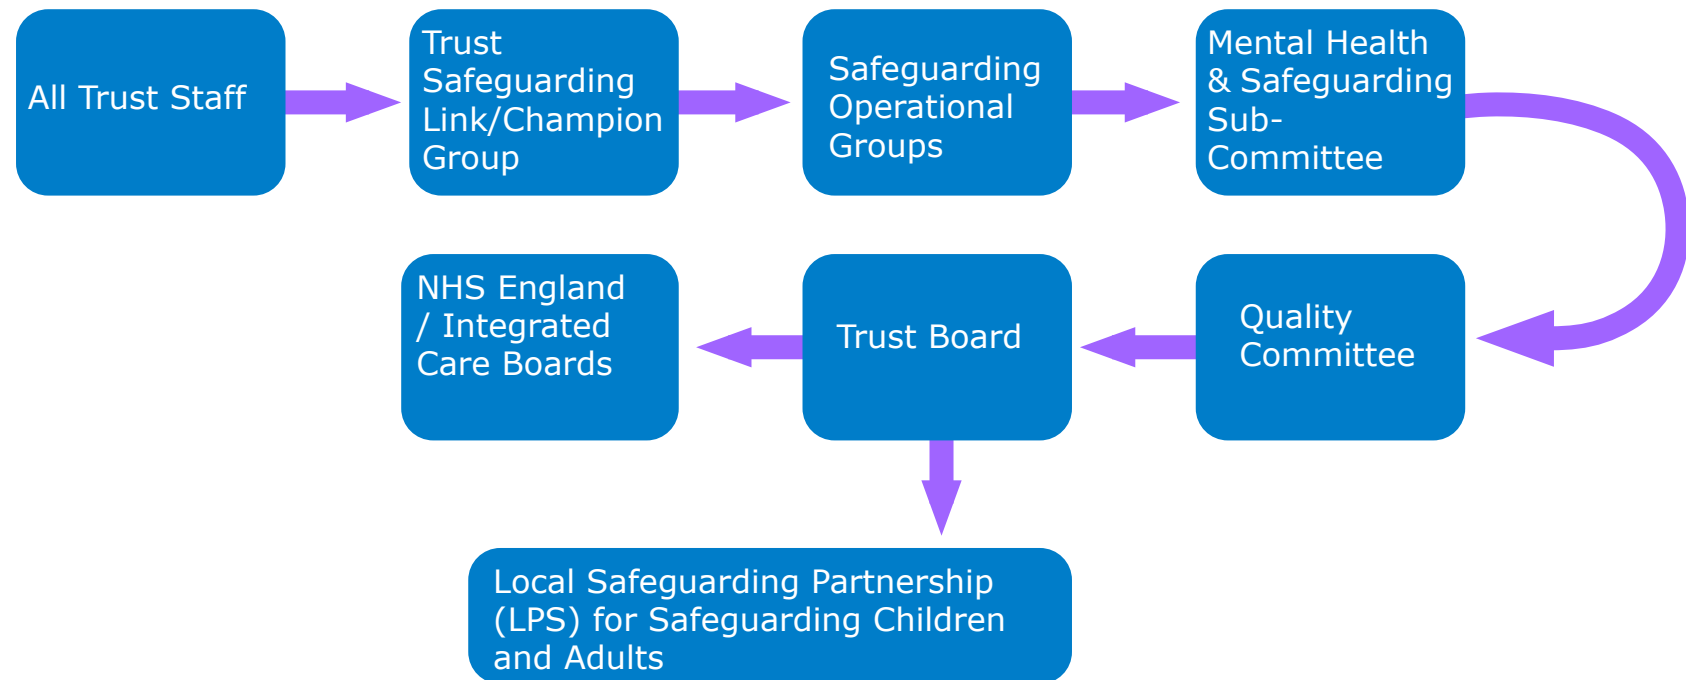 All Trust Staff
Trust
Safeguarding
Link/Champion
Group
Safeguarding
Operational
Groups
Mental Health
& Safeguarding
Sub-
Committee
Quality
Committee
Trust Board
NHS England
/ Integrated
Care Boards
Local Safeguarding Partnership
(LPS) for Safeguarding Children
and Adults